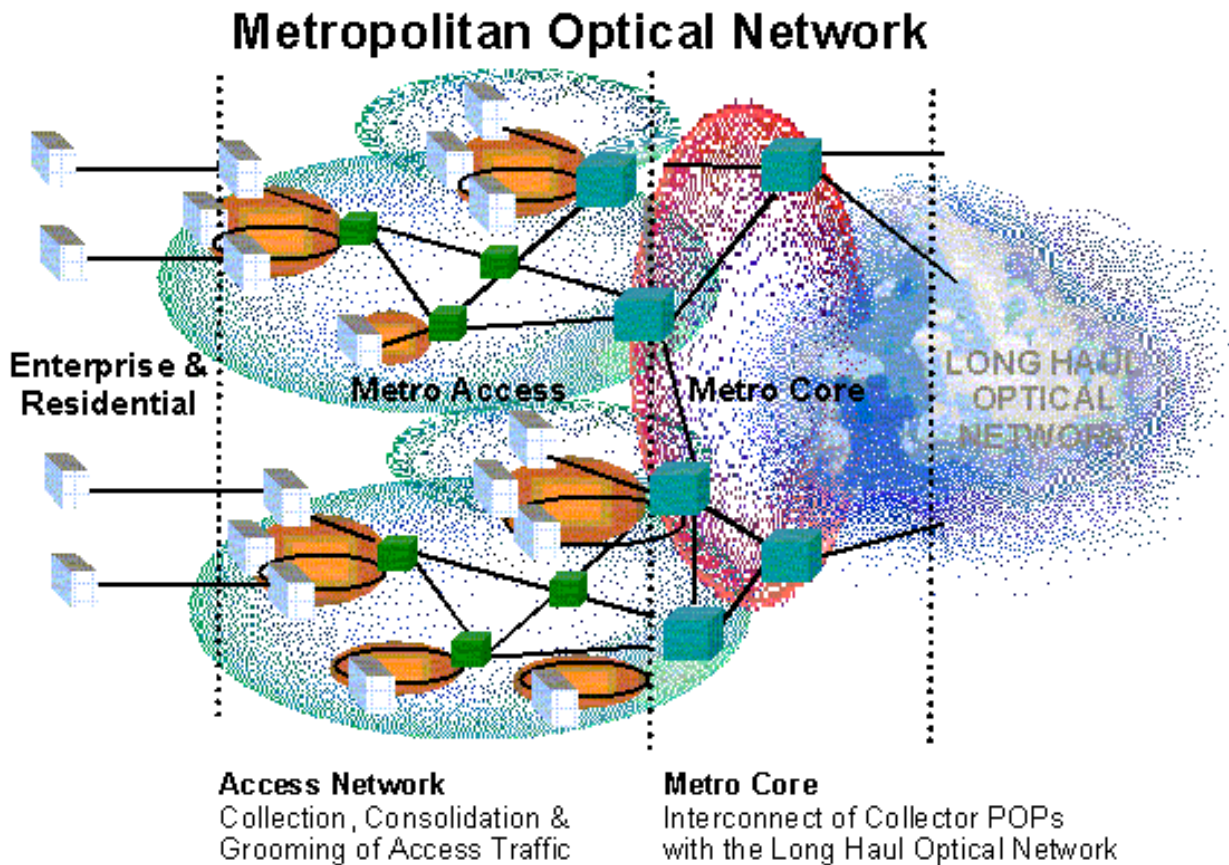 Metropolitan Optical Network
Enterprise &
Residential
Metro Access
Metro Core
LONG HAUL
OPTICAL
NETWORK
Access Network
Collection, Consolidation &
Grooming of Access Traffic
Metro Core
Interconnect of Collector POPs
with the Long Haul Optical Network